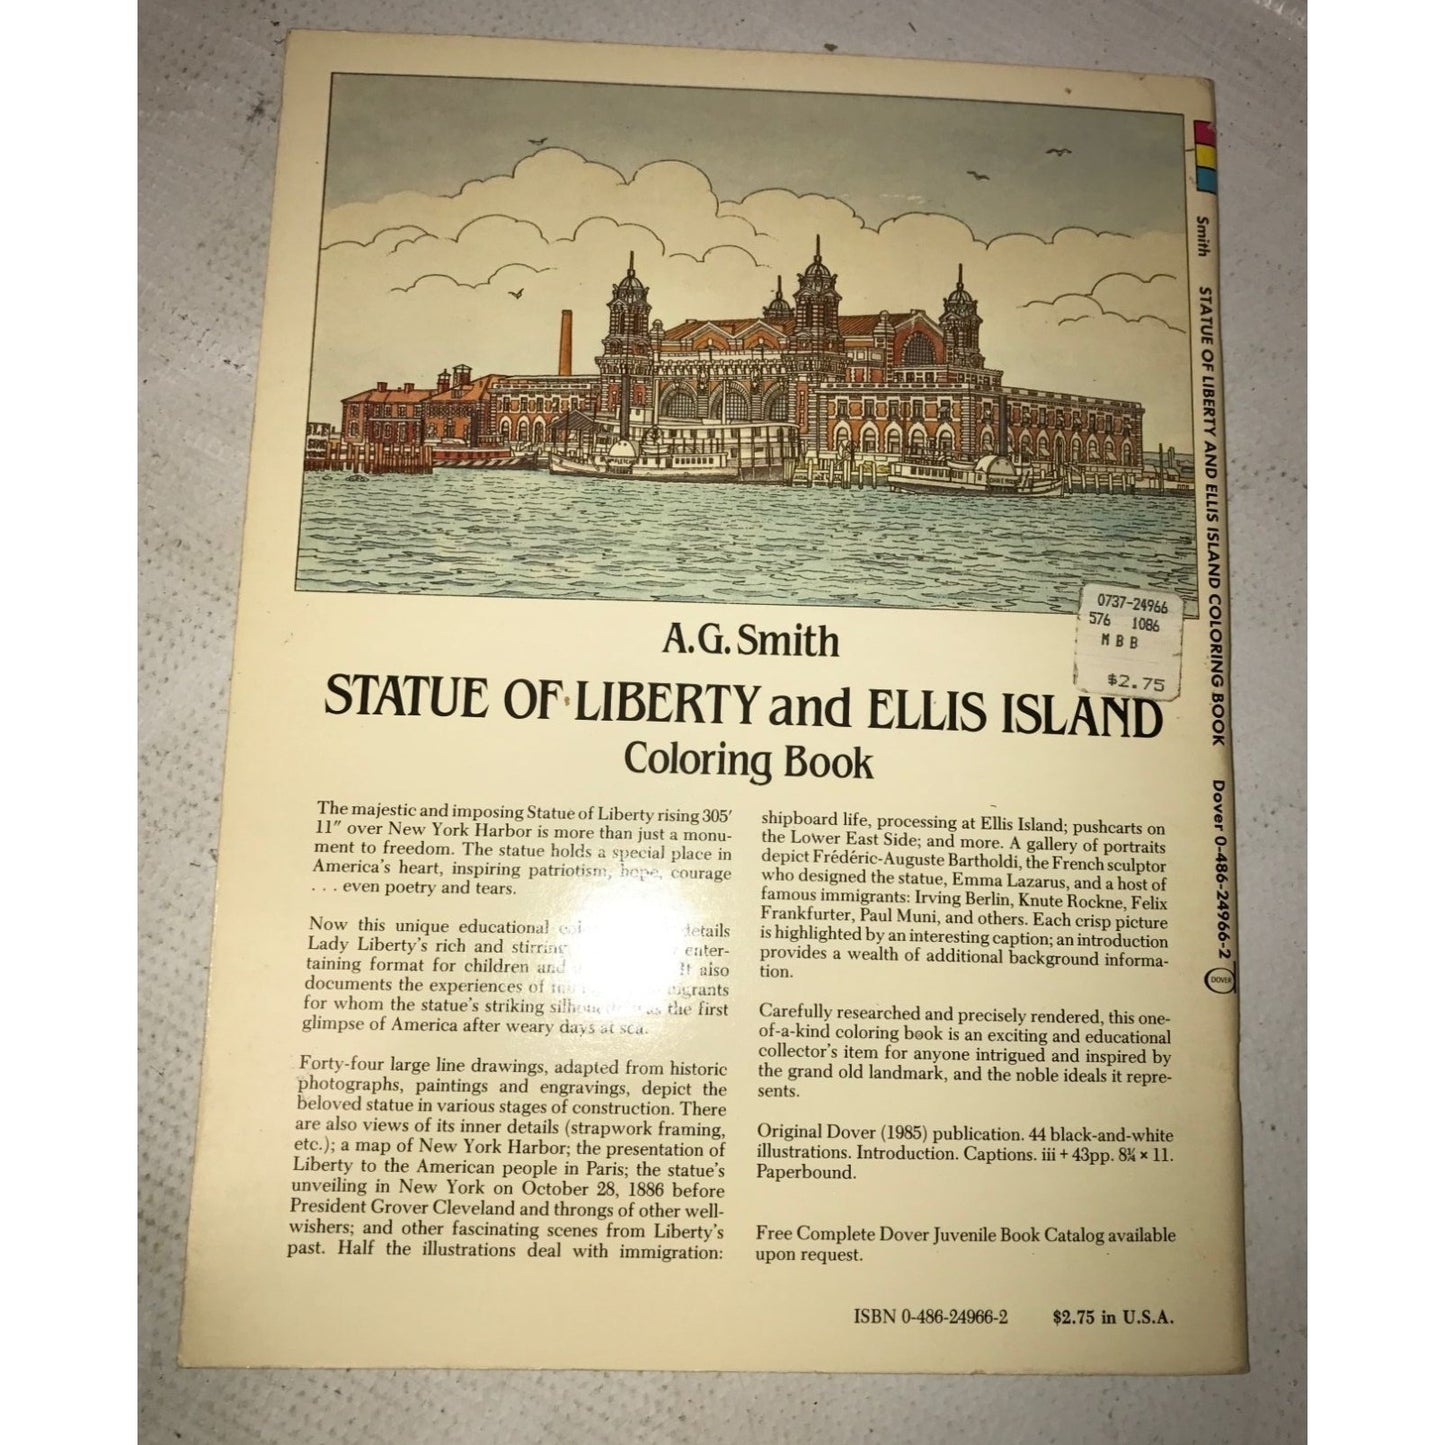 0737-24966
576 1086
M B B
$2.75
A.G. Smith
STATUE OF LIBERTY and ELLIS ISLAND
Coloring Book
The majestic and imposing Statue of Liberty rising 305′
11″ over New York Harbor is more than just a monu-
ment to freedom. The statue holds a special place in
America's heart, inspiring patriotism, hope, courage
. . . even poetry and tears.
Now this unique educational details
Lady Liberty's rich and stirring enter-
taining format for children and It also
documents the experiences of
for whom the statue's striking the first
glimpse of America after weary days at sea.
Forty-four large line drawings, adapted from historic
photographs, paintings and engravings, depict the
beloved statue in various stages of construction. There
are also views of its inner details (strapwork framing,
etc.); a map of New York Harbor; the presentation of
Liberty to the American people in Paris; the statue's
unveiling in New York on October 28, 1886 before
President Grover Cleveland and throngs of other well-
wishers; and other fascinating scenes from Liberty's
past. Half the illustrations deal with immigration:
shipboard life, processing at Ellis Island; pushcarts on
the Lower East Side; and more. A gallery of portraits
depict Frédéric-Auguste Bartholdi, the French sculptor
who designed the statue, Emma Lazarus, and a host of
famous immigrants: Irving Berlin, Knute Rockne, Felix
Frankfurter, Paul Muni, and others. Each crisp picture
is highlighted by an interesting caption; an introduction
provides a wealth of additional background informa-
tion.
Carefully researched and precisely rendered, this one-
of-a-kind coloring book is an exciting and educational
collector's item for anyone intrigued and inspired by
the grand old landmark, and the noble ideals it repre-
sents.
Original Dover (1985) publication. 44 black-and-white
illustrations. Introduction. Captions. iii + 43pp. 8¼ × 11.
Paperbound.
Free Complete Dover Juvenile Book Catalog available
upon request.
ISBN 0-486-24966-2 $2.75 in U.S.A.
Smith STATUE OF LIBERTY AND ELLIS ISLAND COLORING BOOK Dover 0-486-24966-2
DOVER